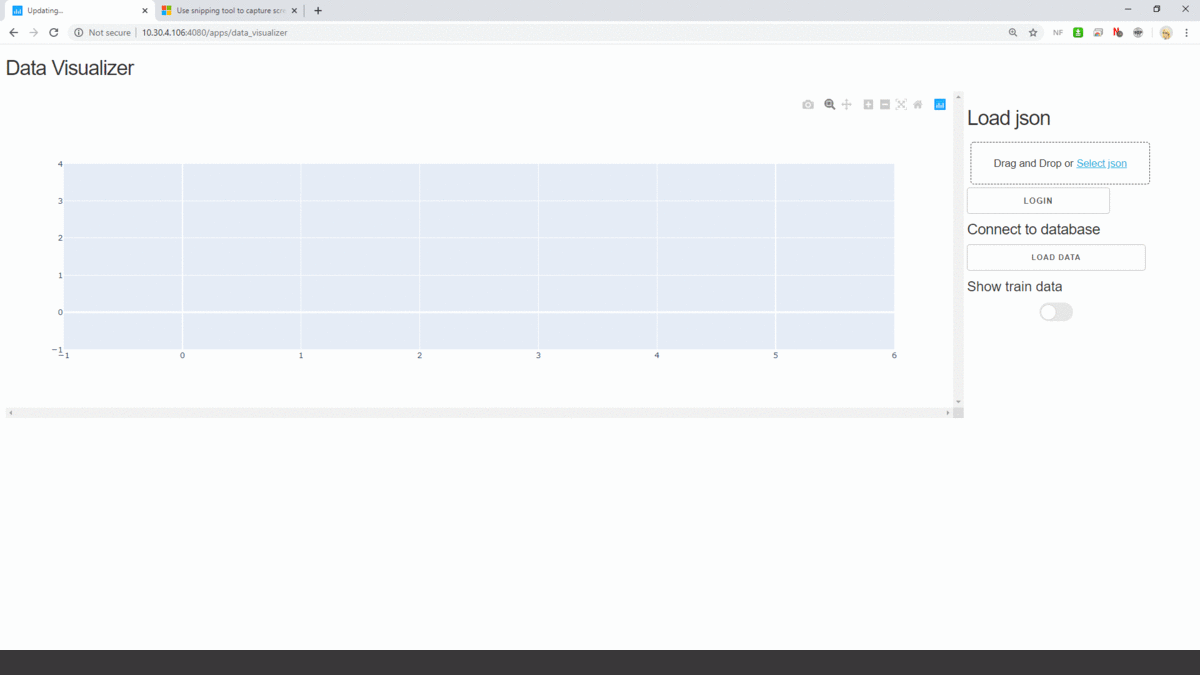 Updating...
Use snipping tool to capture scre
Not secure
10.30.4.106:4080/apps/data_visualizer
NF
Data Visualizer
4
3
2
1
0
−1
−1 0 1 2 3 4 5 6
Load json
Drag and Drop or Select json
LOGIN
Connect to database
LOAD DATA
Show train data